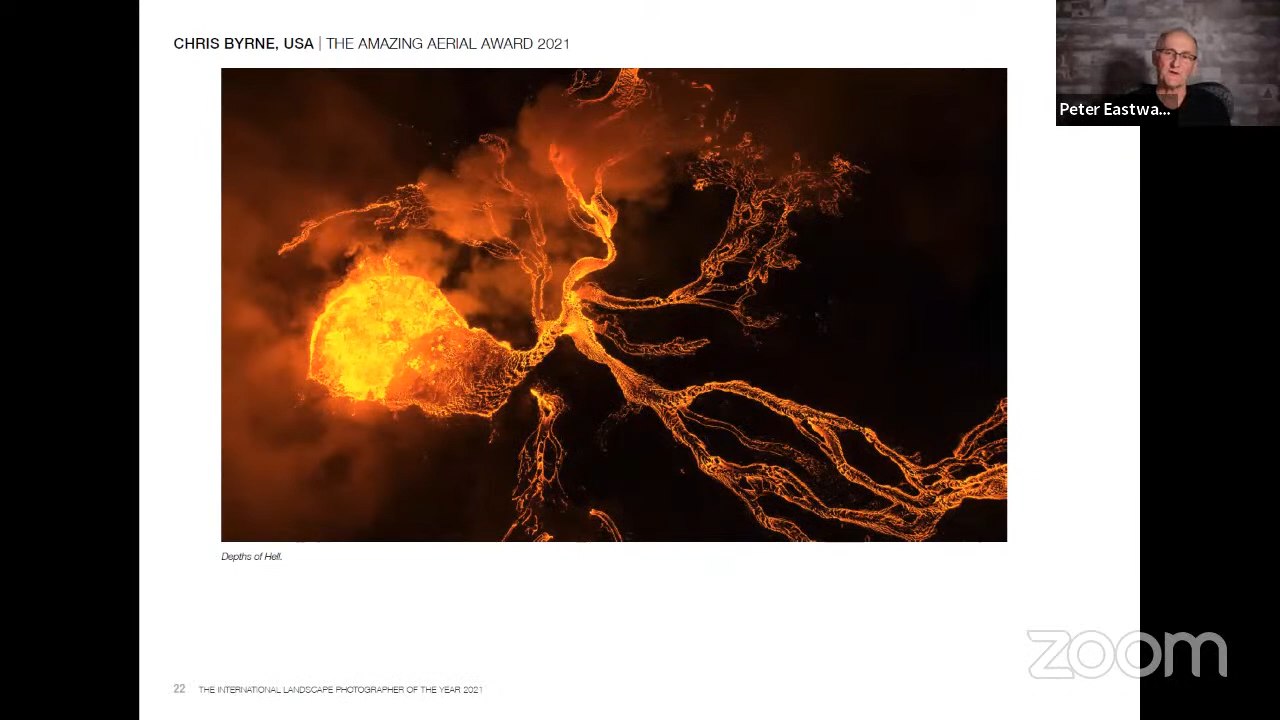 CHRIS BYRNE, USA | THE AMAZING AERIAL AWARD 2021
Peter Eastwa...
Depths of Hell.
zoom
22 THE INTERNATIONAL LANDSCAPE PHOTOGRAPHER OF THE YEAR 2021